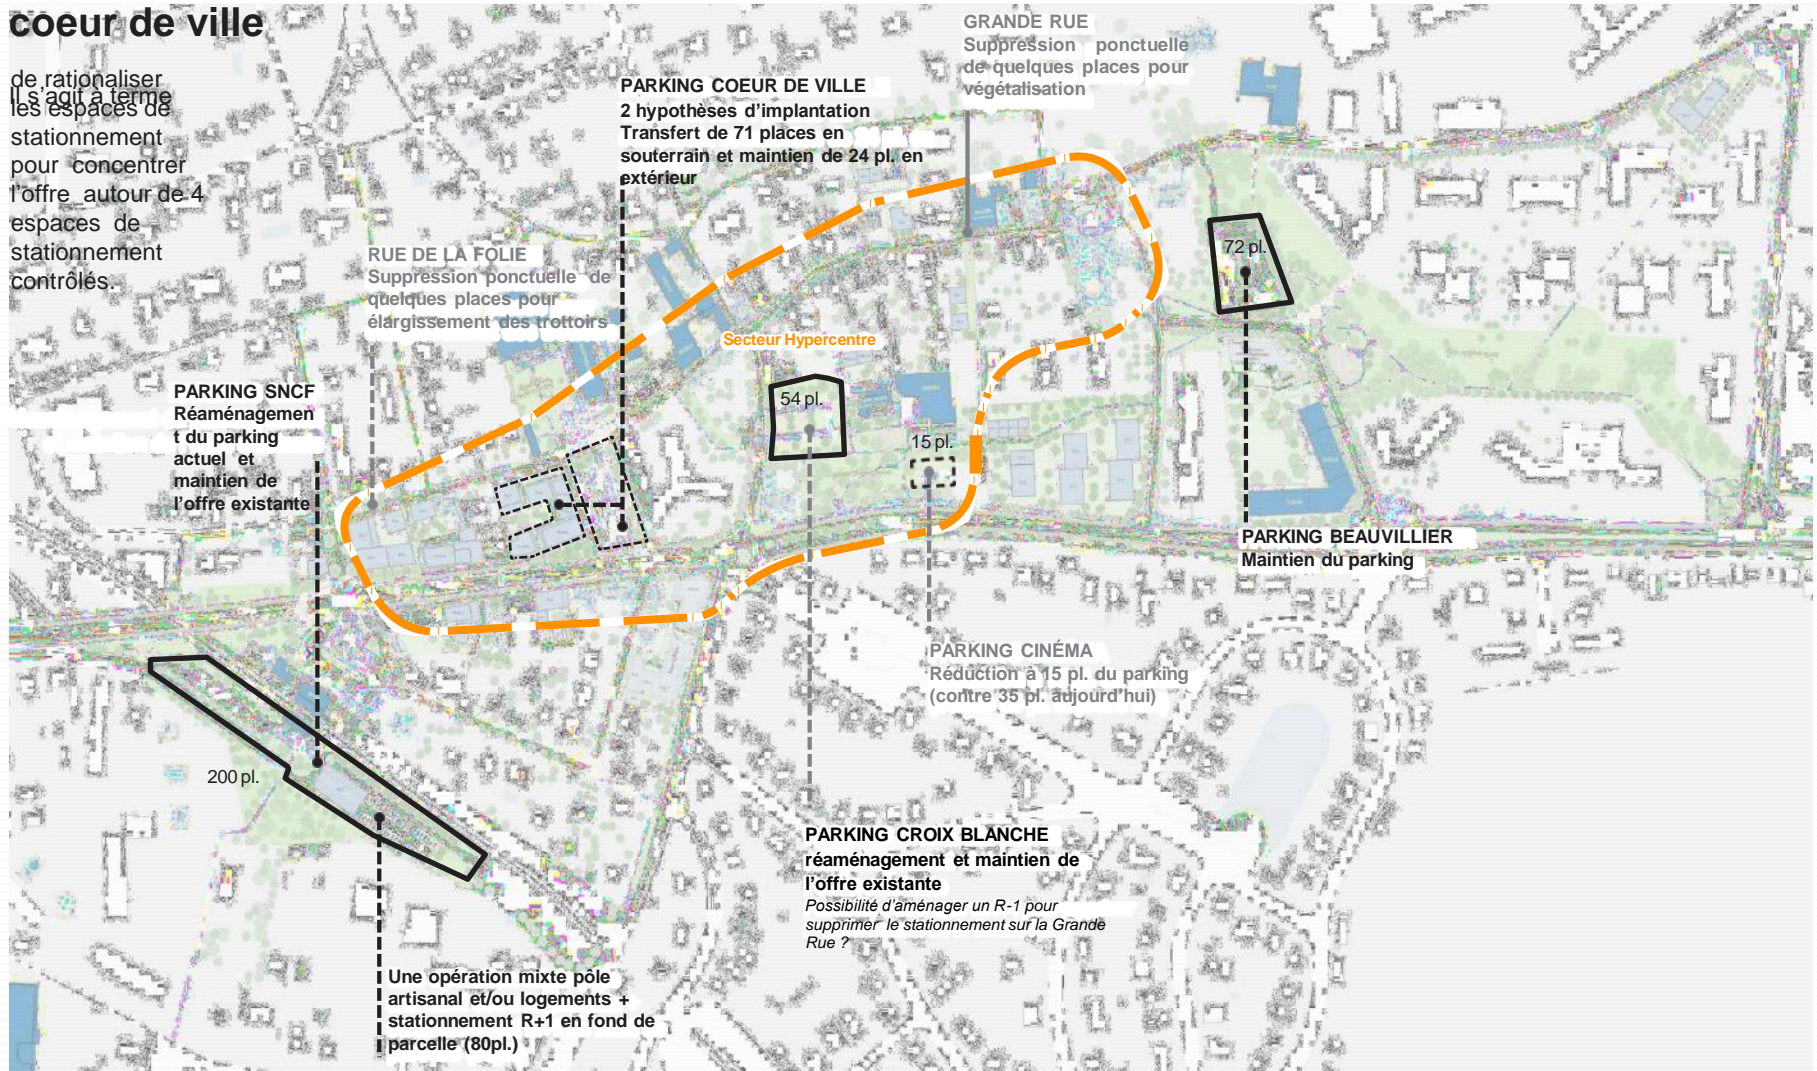 coeur de ville
Il s'agit à terme
de rationaliser
les espaces de
stationnement
pour concentrer
l'offre autour de 4
espaces de
stationnement
contrôlés.
GRANDE RUE
Suppression ponctuelle
de quelques places pour
végétalisation
PARKING COEUR DE VILLE
2 hypothèses d'implantation
Transfert de 71 places en
souterrain et maintien de 24 pl. en
extérieur
RUE DE LA FOLIE
Suppression ponctuelle de
quelques places pour
élargissement des trottoirs
72 pl.
Secteur Hypercentre
PARKING SNCF
Réaménagemen
t du parking
actuel et
maintien de
l'offre existante
54 pl.
15 pl.
PARKING BEAUVILLIER
Maintien du parking
PARKING CINÉMA
Réduction à 15 pl. du parking
(contre 35 pl. aujourd'hui)
200 pl.
PARKING CROIX BLANCHE
réaménagement et maintien de
l'offre existante
Possibilité d'aménager un R-1 pour
supprimer le stationnement sur la Grande
Rue ?
Une opération mixte pôle
artisanal et/ou logements +
stationnement R+1 en fond de
parcelle (80pl.)